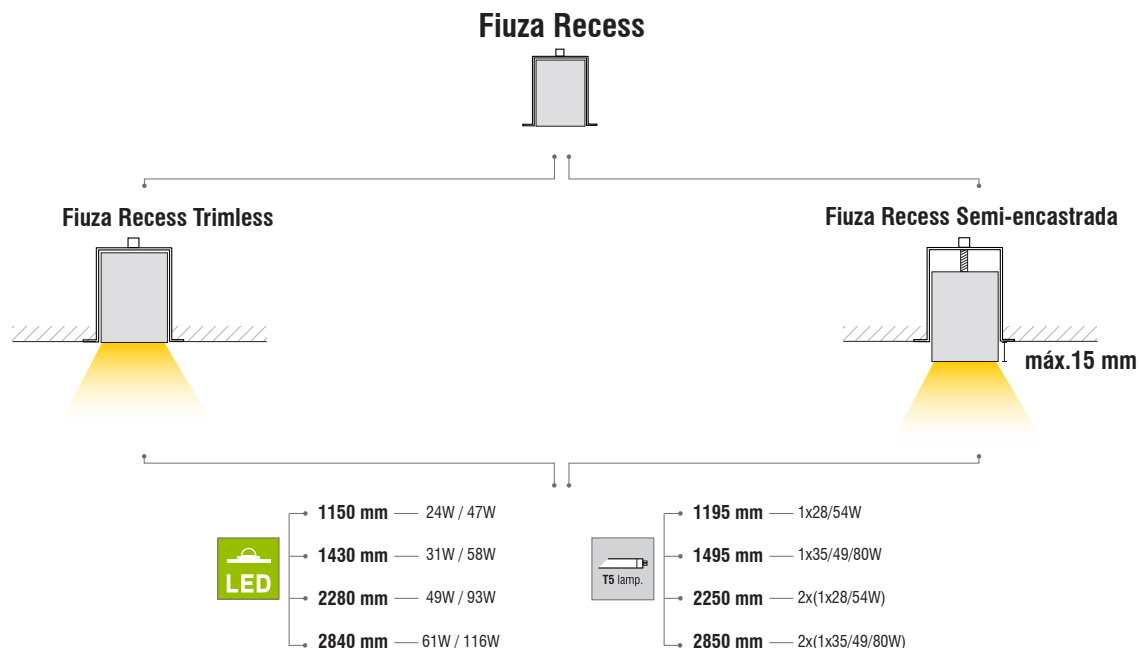 Fiuza Recess
Fiuza Recess Trimless
Fiuza Recess Semi-encastrada
máx.15 mm
LED
1150 mm 24W / 47W
1430 mm 31W / 58W
2280 mm 49W / 93W
2840 mm 61W / 116W
T5 lamp.
1195 mm 1x28/54W
1495 mm 1x35/49/80W
2250 mm 2x(1x28/54W)
2850 mm 2x(1x35/49/80W)